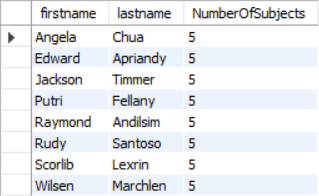 firstname lastname NumberOfSubjects
Angela Chua 5
Edward Apriandy 5
Jackson Timmer 5
Putri Fellany 5
Raymond Andilsim 5
Rudy Santoso 5
Scorlib Lexrin 5
Wilsen Marchlen 5